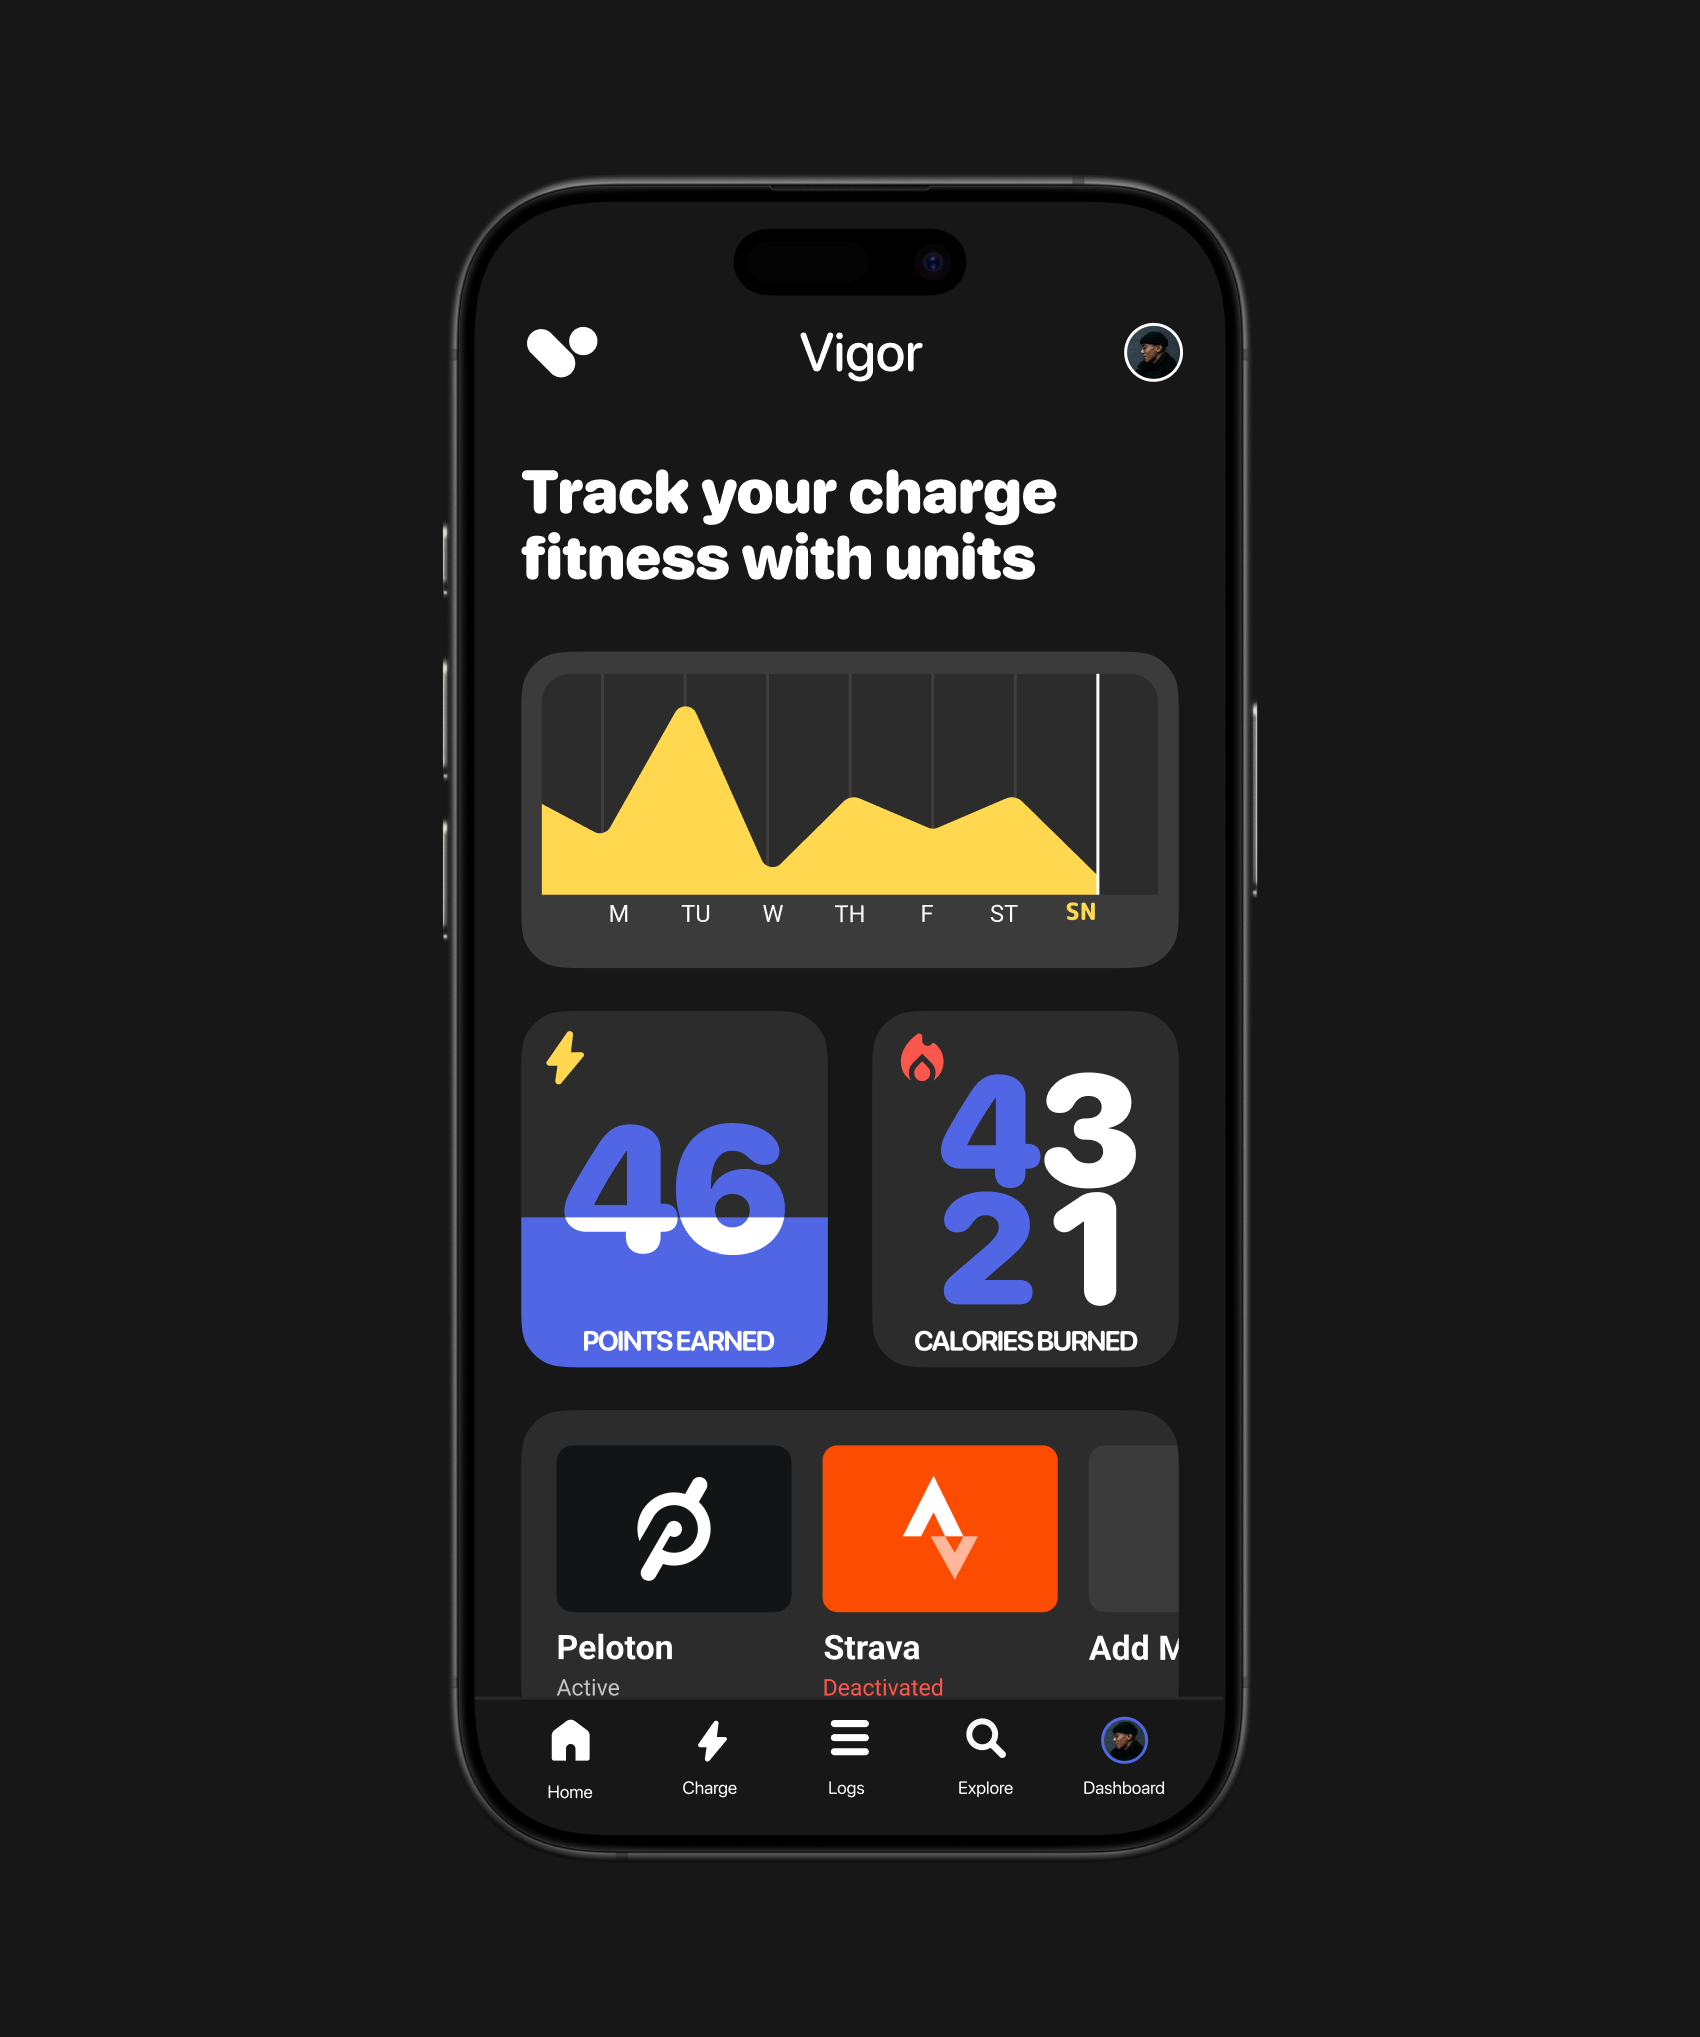 Vigor
Track your charge
fitness with units
M TU W TH F ST SN
46
POINTS EARNED
43
21
CALORIES BURNED
Peloton
Active
Strava
Deactivated
Add M
Home Charge Logs Explore Dashboard